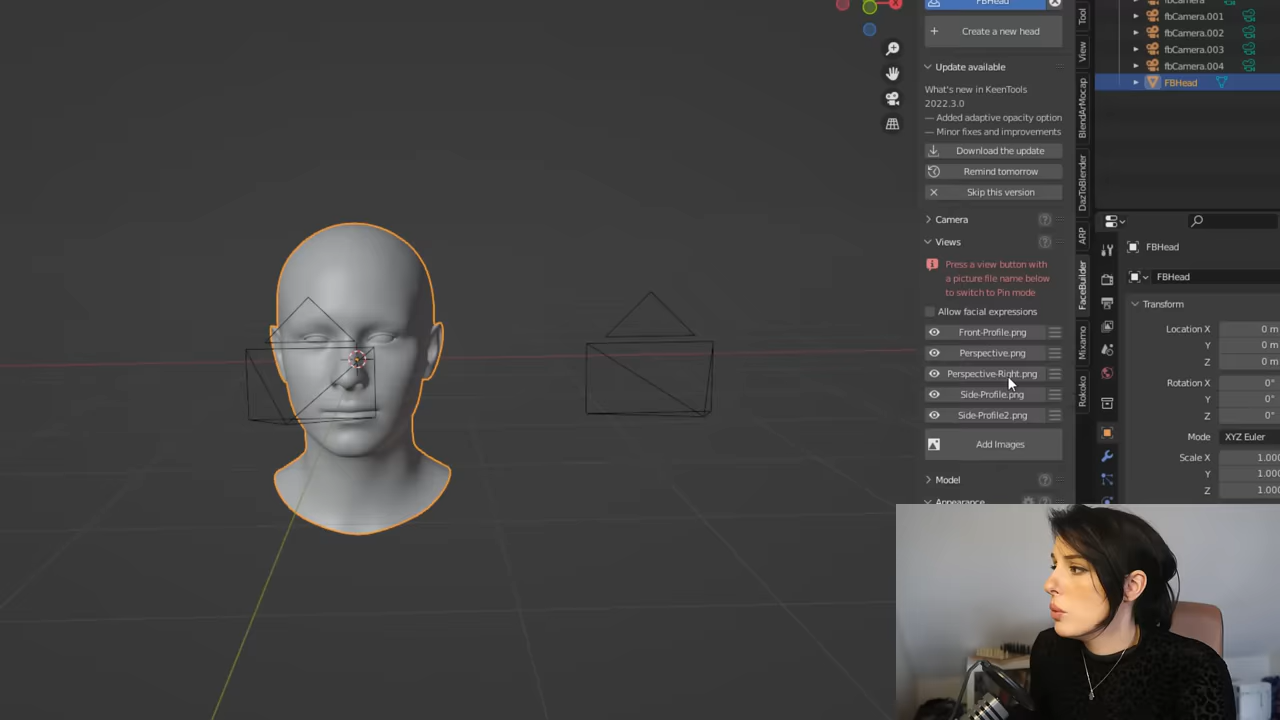 FBHead
Create a new head
Update available
What's new in KeenTools
2022.3.0
— Added adaptive opacity option
— Minor fixes and improvements
Download the update
Remind tomorrow
Skip this version
Camera
Views
Press a view button with
a picture file name below
to switch to Pin mode
Allow facial expressions
Front-Profile.png
Perspective.png
Perspective-Right.png
Side-Profile.png
Side-Profile2.png
Add Images
Model
Appearance
Tool
View
BlendArMocap
DazToBlender
ARP
FaceBuilder
Mixamo
Rokoko
fbCamera
fbCamera.001
fbCamera.002
fbCamera.003
fbCamera.004
FBHead
FBHead
FBHead
Transform
Location X 0 m
Y 0 m
Z 0 m
Rotation X 0°
Y 0°
Z 0°
Mode XYZ Euler
Scale X 1.000
Y 1.000
Z 1.000